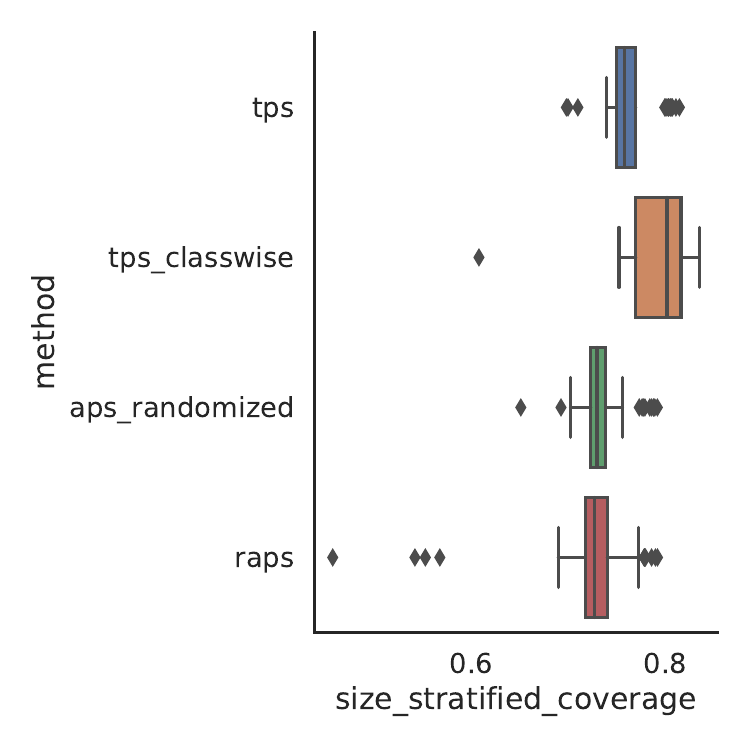 tps
tps_classwise
method
aps_randomized
raps
0.6 0.8
size_stratified_coverage